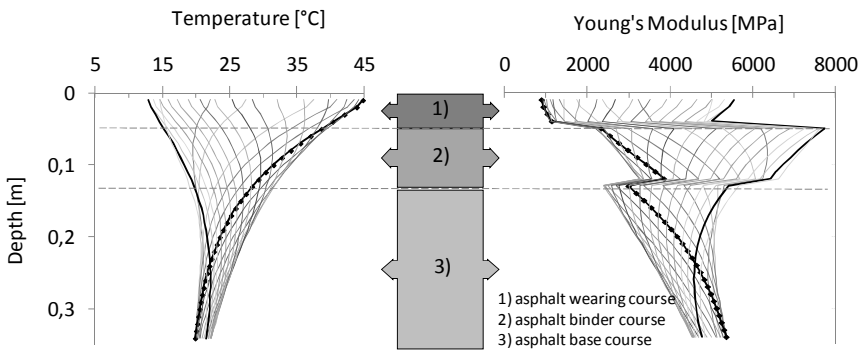 Temperature [°C]
Young's Modulus [MPa]
5 15 25 35 45
0 2000 4000 6000 8000
0
0,1
0,2
0,3
Depth [m]
1)
2)
3)
1) asphalt wearing course
2) asphalt binder course
3) asphalt base course